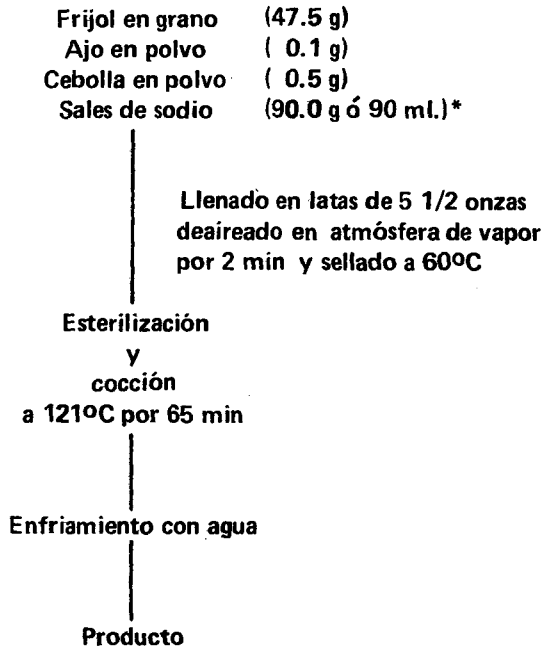 Frijol en grano (47.5 g)
Ajo en polvo ( 0.1 g)
Cebolla en polvo ( 0.5 g)
Sales de sodio (90.0 g ó 90 ml.)*
Llenado en latas de 5 1/2 onzas
deaireado en atmósfera de vapor
por 2 min y sellado a 60ºC
Esterilización
y
cocción
a 121ºC por 65 min
Enfriamiento con agua
Producto